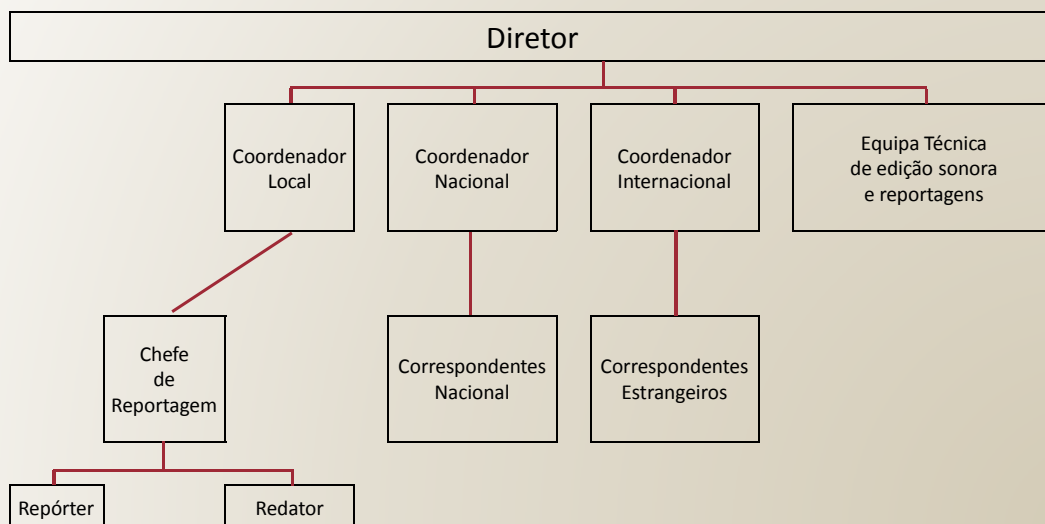 Diretor
Coordenador
Local
Coordenador
Nacional
Coordenador
Internacional
Equipa Técnica
de edição sonora
e reportagens
Chefe
de
Reportagem
Correspondentes
Nacional
Correspondentes
Estrangeiros
Repórter
Redator